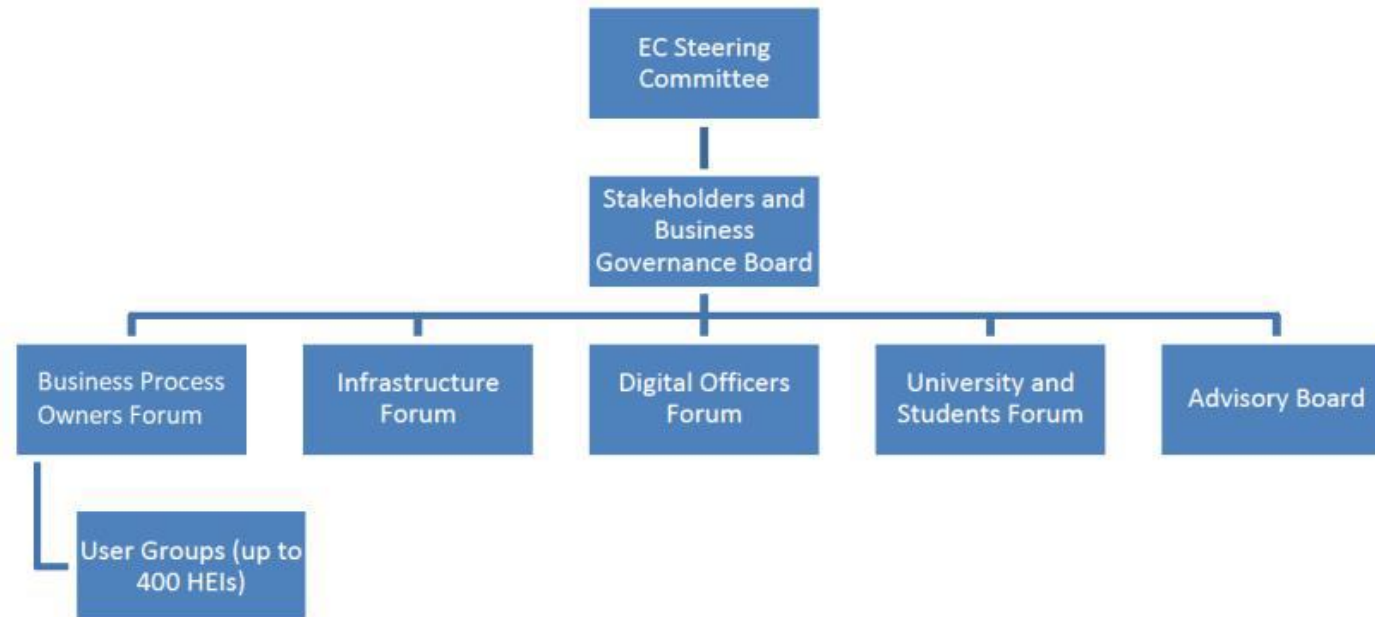 EC Steering
Committee
Stakeholders and
Business
Governance Board
Business Process
Owners Forum
Infrastructure
Forum
Digital Officers
Forum
University and
Students Forum
Advisory Board
User Groups (up to
400 HEIs)